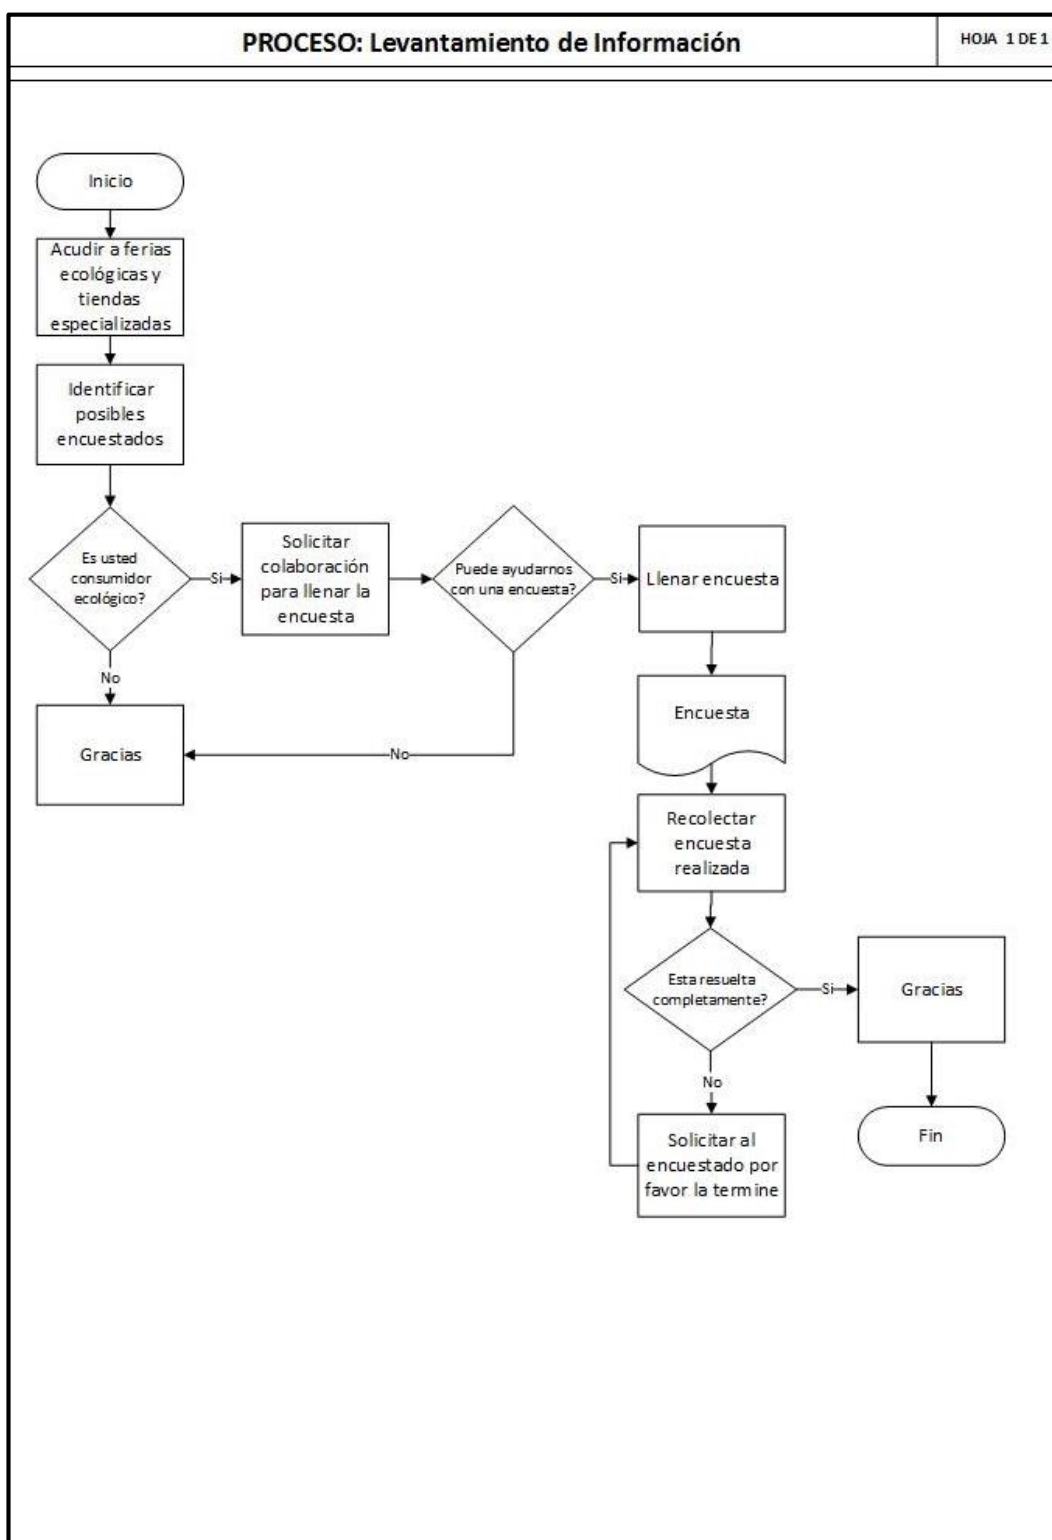 PROCESO: Levantamiento de Información
HOJA 1 DE 1
Inicio
Acudir a ferias
ecológicas y
tiendas
especializadas
Identificar
posibles
encuestados
Es usted
consumidor
ecológico?
Si
Solicitar
colaboración
para llenar la
encuesta
Puede ayudarnos
con una encuesta?
Si
Llenar encuesta
No
Gracias
No
Encuesta
Recolectar
encuesta
realizada
Esta resuelta
completamente?
Si
Gracias
No
Solicitar al
encuestado por
favor la termine
Fin